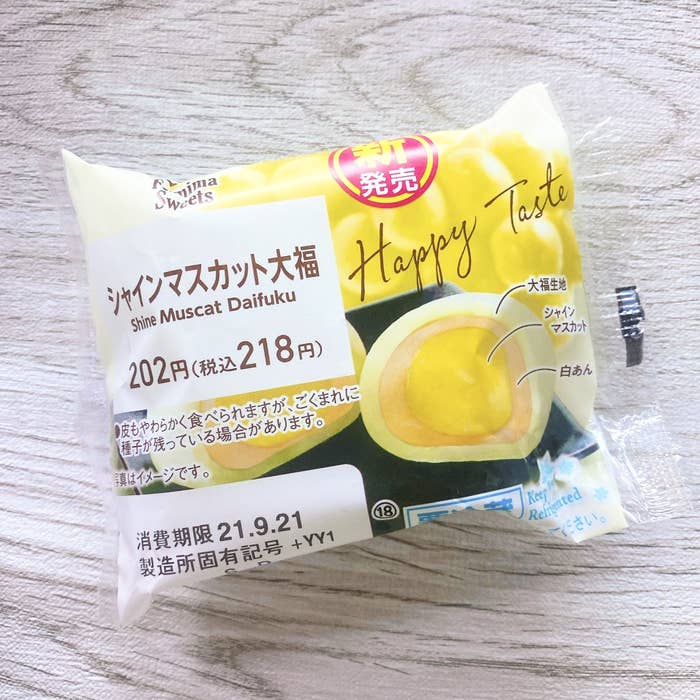 Sweets
新
発売
Happy Taste
シャインマスカット大福
Shine Muscat Daifuku
202円(税込218円)
大福生地
シャイン
マスカット
白あん
●皮もやわらかく食べられますが、ごくまれに
種子が残っている場合があります。
写真はイメージです。
消費期限 21.9.21
製造所固有記号 +YY1
⑱
Keep
Refrigerated
ください。